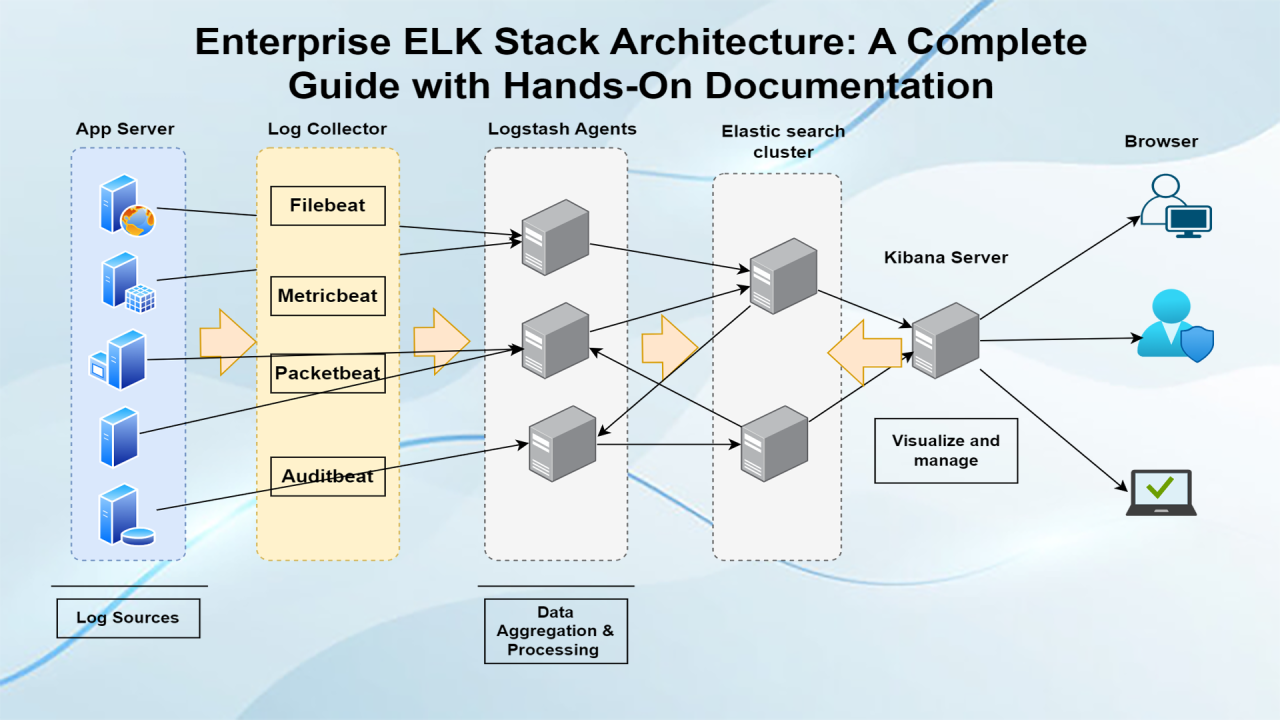 Enterprise ELK Stack Architecture: A Complete
Guide with Hands-On Documentation
App Server
Log Collector
Logstash Agents
Elastic search
cluster
Browser
Filebeat
Metricbeat
Packetbeat
Auditbeat
Kibana Server
Visualize and
manage
Log Sources
Data
Aggregation &
Processing